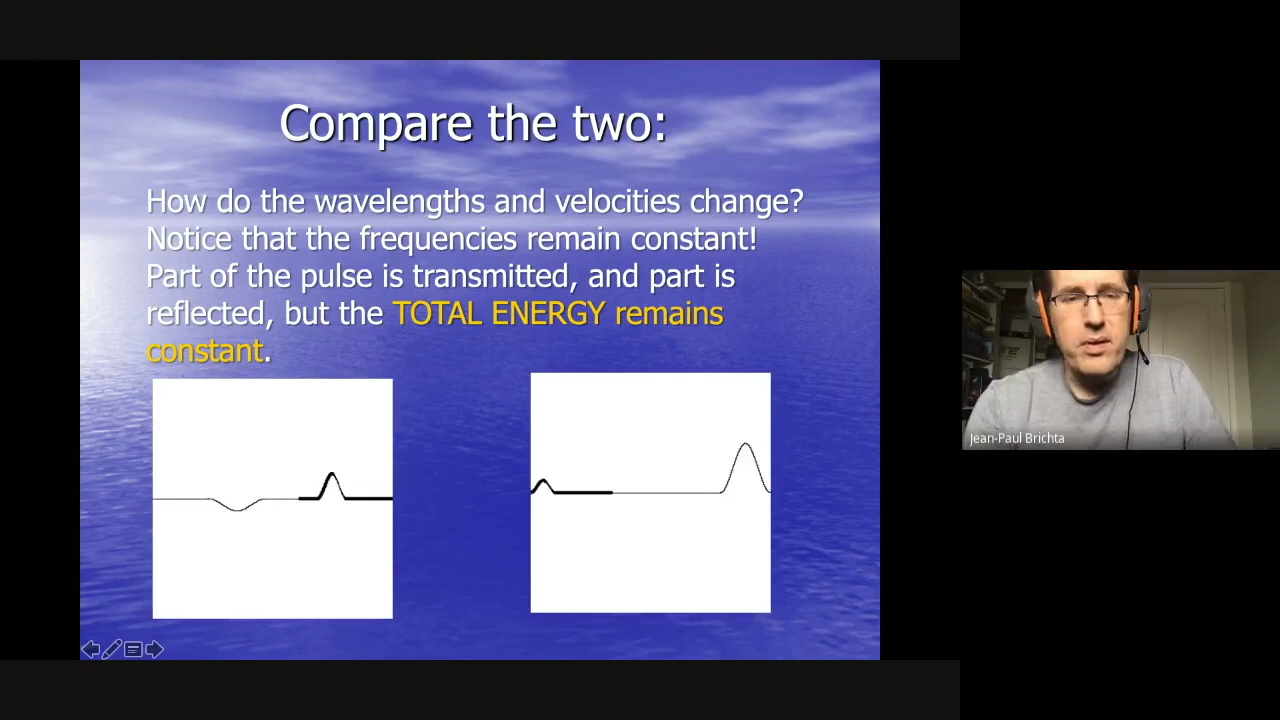 Compare the two:
How do the wavelengths and velocities change?
Notice that the frequencies remain constant!
Part of the pulse is transmitted, and part is
reflected, but the TOTAL ENERGY remains
constant.
Jean-Paul Brichta